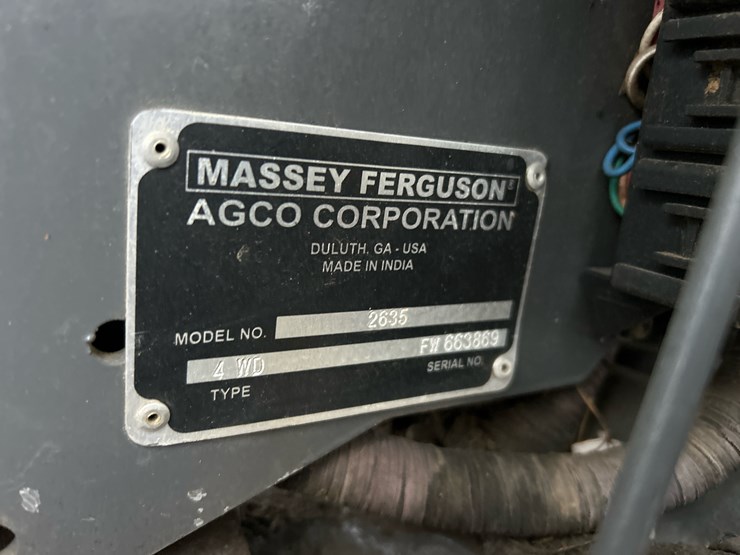 MASSEY FERGUSON
AGCO CORPORATION
DULUTH, GA - USA
MADE IN INDIA
MODEL NO. 2635
4 WD FW 663869
TYPE SERIAL NO.